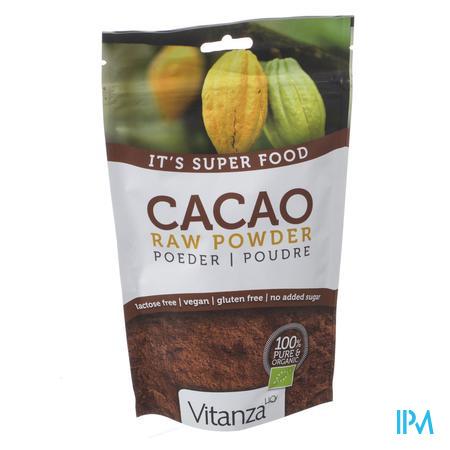 IT'S SUPER FOOD
CACAO
RAW POWDER
POEDER | POUDRE
lactose free | vegan | gluten free | no added sugar
100%
PURE &
ORGANIC
Vitanza HQ
IPM